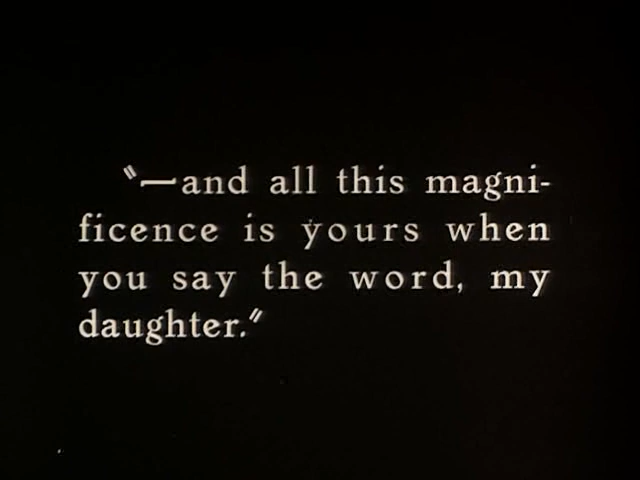 "—and all this magni-
ficence is yours when
you say the word, my
daughter."